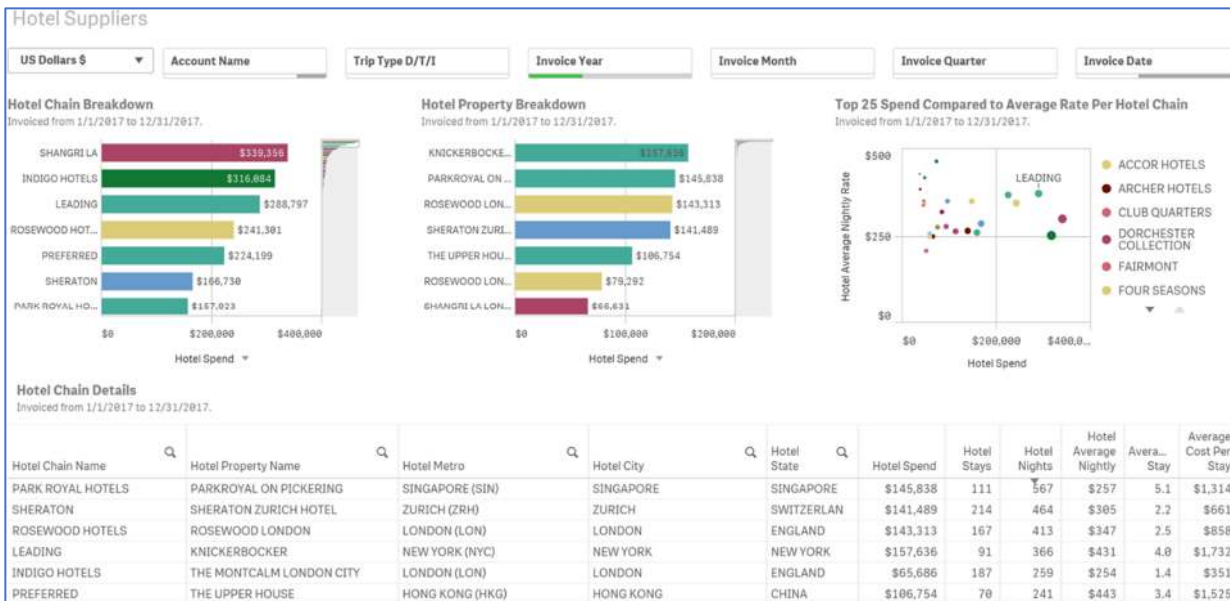 Hotel Suppliers
US Dollars $ Account Name Trip Type D/T/I Invoice Year Invoice Month Invoice Quarter Invoice Date
Hotel Chain Breakdown
Invoiced from 1/1/2017 to 12/31/2017.
SHANGRI LA $339,356
INDIGO HOTELS $316,084
LEADING $288,797
ROSEWOOD HOT... $241,301
PREFERRED $224,199
SHERATON $166,730
PARK ROYAL HO... $157,023
$0 $200,000 $400,000
Hotel Spend
Hotel Property Breakdown
Invoiced from 1/1/2017 to 12/31/2017.
KNICKERBOCKE... $157,636
PARKROYAL ON ... $145,838
ROSEWOOD LON... $143,313
SHERATON ZURI... $141,489
THE UPPER HOU... $106,754
ROSEWOOD LON... $79,292
SHANGRI LA LON... $66,631
$0 $100,000 $200,000
Hotel Spend
Top 25 Spend Compared to Average Rate Per Hotel Chain
Invoiced from 1/1/2017 to 12/31/2017.
Hotel Average Nightly Rate
$500
$250
$0
LEADING
$0 $200,000 $400,0...
Hotel Spend
ACCOR HOTELS
ARCHER HOTELS
CLUB QUARTERS
DORCHESTER
COLLECTION
FAIRMONT
FOUR SEASONS
Hotel Chain Details
Invoiced from 1/1/2017 to 12/31/2017.
Hotel Chain Name Hotel Property Name Hotel Metro Hotel City Hotel State Hotel Spend Hotel Stays Hotel Nights Hotel Average Nightly Avera... Stay Average Cost Per Stay
PARK ROYAL HOTELS PARKROYAL ON PICKERING SINGAPORE (SIN) SINGAPORE SINGAPORE $145,838 111 567 $257 5.1 $1,314
SHERATON SHERATON ZURICH HOTEL ZURICH (ZRH) ZURICH SWITZERLAN $141,489 214 464 $305 2.2 $661
ROSEWOOD HOTELS ROSEWOOD LONDON LONDON (LON) LONDON ENGLAND $143,313 167 413 $347 2.5 $858
LEADING KNICKERBOCKER NEW YORK (NYC) NEW YORK NEW YORK $157,636 91 366 $431 4.0 $1,732
INDIGO HOTELS THE MONTCALM LONDON CITY LONDON (LON) LONDON ENGLAND $65,686 187 259 $254 1.4 $351
PREFERRED THE UPPER HOUSE HONG KONG (HKG) HONG KONG CHINA $106,754 70 241 $443 3.4 $1,525